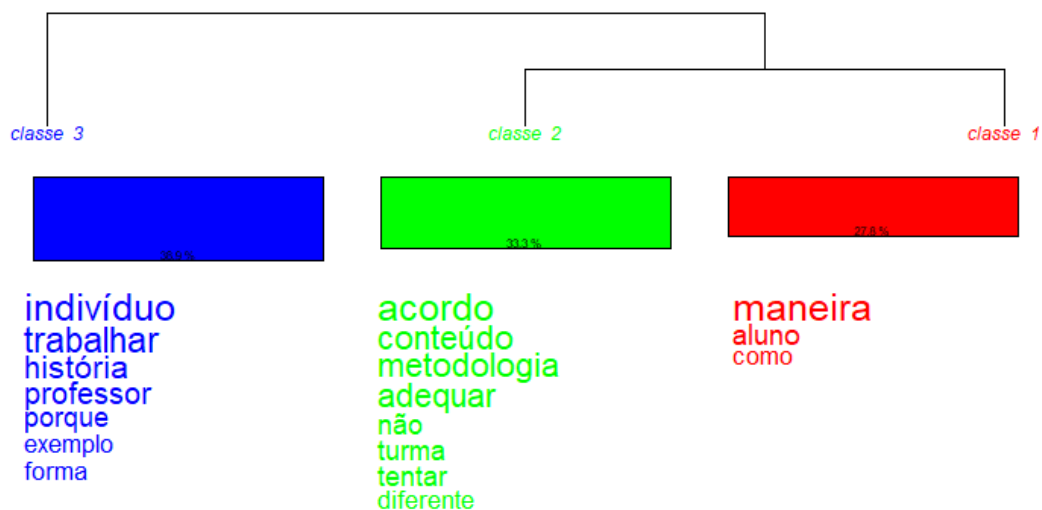 classe 3
classe 2
classe 1
33.3 %
27.8 %
indivíduo
trabalhar
história
professor
porque
exemplo
forma
acordo
conteúdo
metodologia
adequar
não
turma
tentar
diferente
maneira
aluno
como